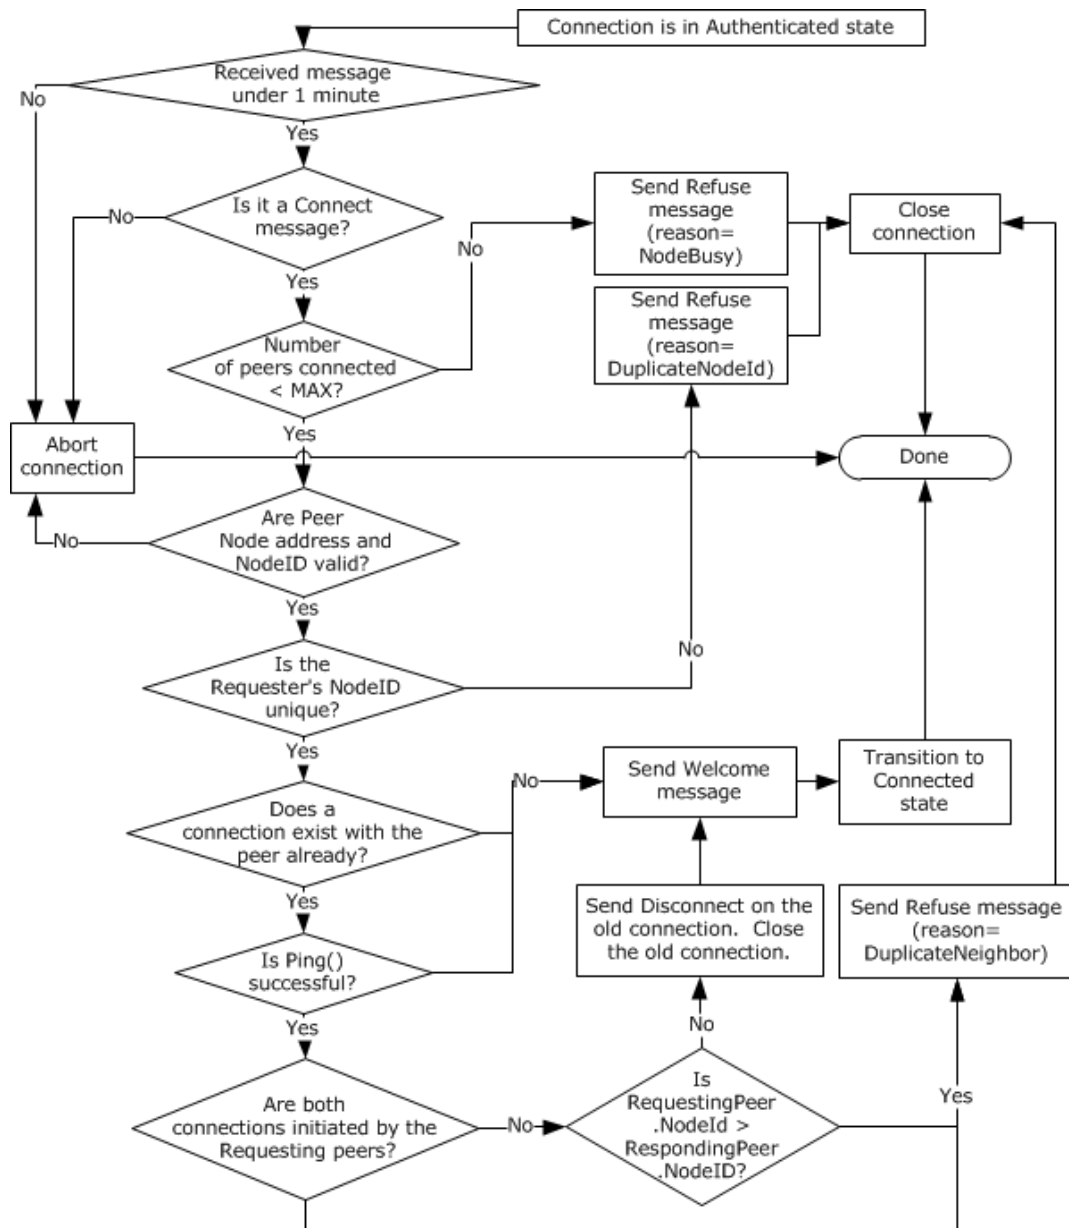 Connection is in Authenticated state
Received message
under 1 minute
No
Yes
Is it a Connect
message?
No
Yes
Send Refuse
message
(reason=
NodeBusy)
Close
connection
No
Send Refuse
message
(reason=
DuplicateNodeId)
Number
of peers connected
< MAX?
Yes
Abort
connection
Done
Are Peer
Node address and
NodeID valid?
No
Yes
No
Is the
Requester's NodeID
unique?
Yes
No
Send Welcome
message
Transition to
Connected
state
Does a
connection exist with the
peer already?
Yes
Send Disconnect on the
old connection.  Close
the old connection.
Send Refuse message
(reason=
DuplicateNeighbor)
Is Ping()
successful?
Yes
No
Are both
connections initiated by the
Requesting peers?
No
Is
RequestingPeer
.NodeId >
RespondingPeer
.NodeID?
Yes